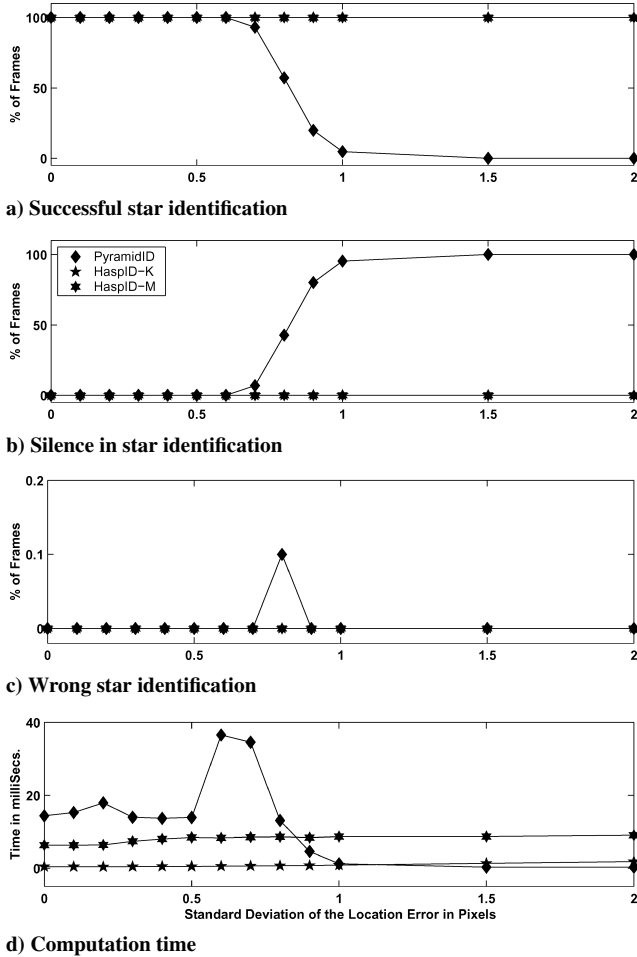 100
50
0
% of Frames
0 0.5 1 1.5 2
a) Successful star identification
100
50
0
% of Frames
PyramidID
HaspID-K
HaspID-M
0 0.5 1 1.5 2
b) Silence in star identification
0.2
0.1
0
% of Frames
0 0.5 1 1.5 2
c) Wrong star identification
40
20
0
Time in milliSecs.
0 0.5 1 1.5 2
Standard Deviation of the Location Error in Pixels
d) Computation time